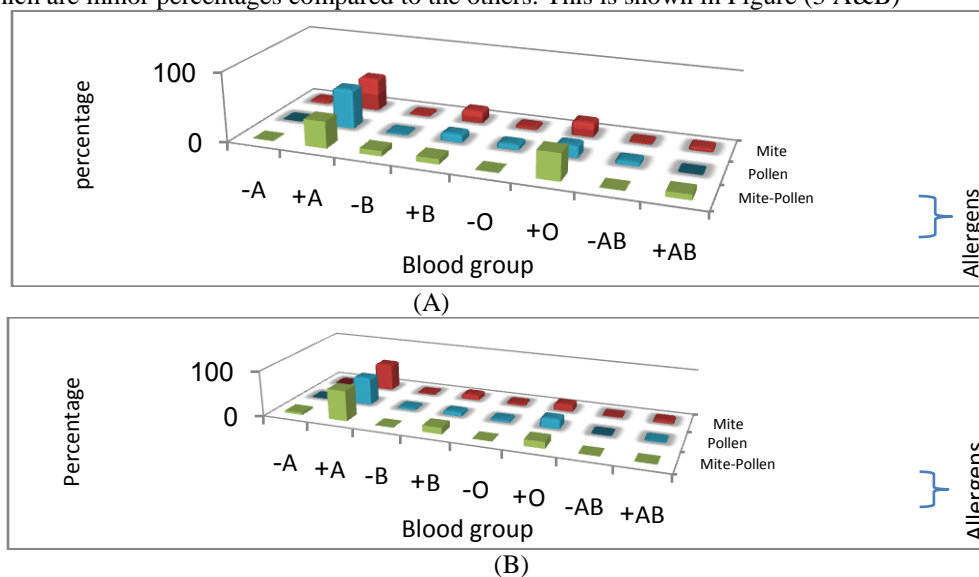 are minor percentages compared to the others. This is shown in Figure (3 A&B)
percentage
100
0
-A +A -B +B -O +O -AB +AB
Blood group
Mite
Pollen
Mite-Pollen
Allergens
(A)
Percentage
100
0
-A +A -B +B -O +O -AB +AB
Blood group
Mite
Pollen
Mite-Pollen
Allergens
(B)